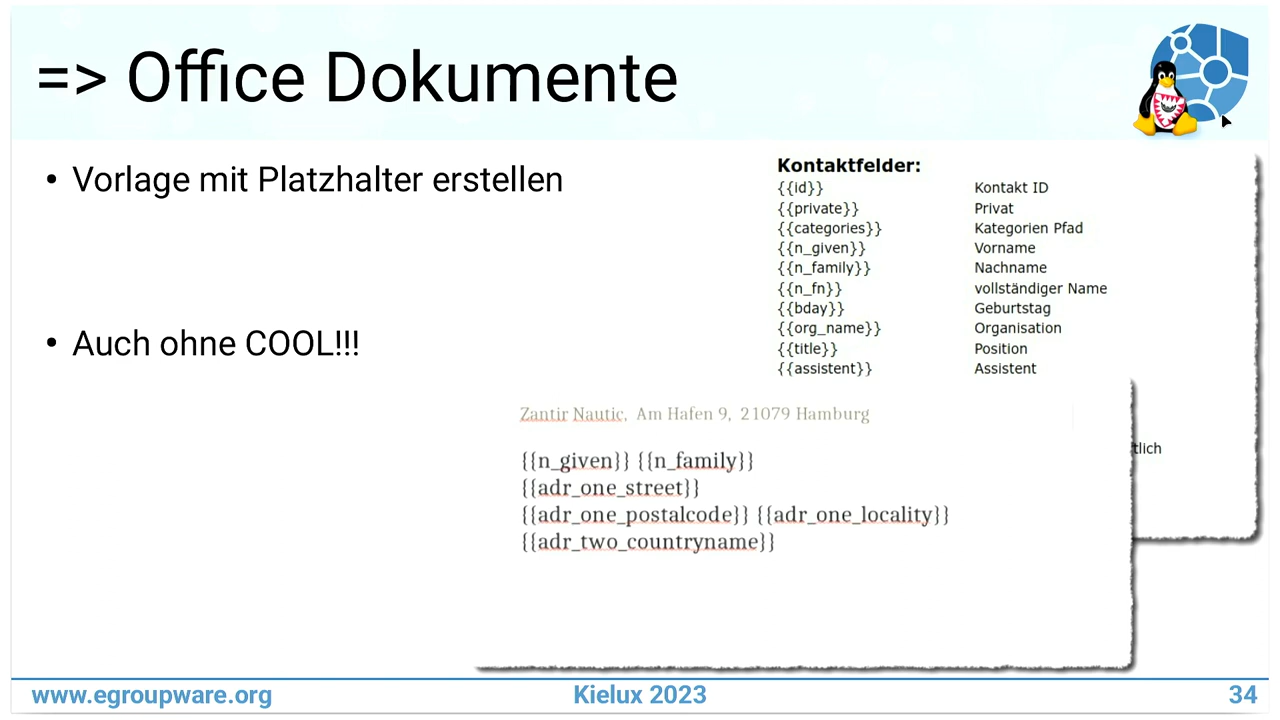 => Office Dokumente
• Vorlage mit Platzhalter erstellen
• Auch ohne COOL!!!
Kontaktfelder:
{{id}} Kontakt ID
{{private}} Privat
{{categories}} Kategorien Pfad
{{n_given}} Vorname
{{n_family}} Nachname
{{n_fn}} vollständiger Name
{{bday}} Geburtstag
{{org_name}} Organisation
{{title}} Position
{{assistent}} Assistent
tlich
Zantir Nautic, Am Hafen 9, 21079 Hamburg
{{n_given}} {{n_family}}
{{adr_one_street}}
{{adr_one_postalcode}} {{adr_one_locality}}
{{adr_two_countryname}}
www.egroupware.org Kielux 2023 34